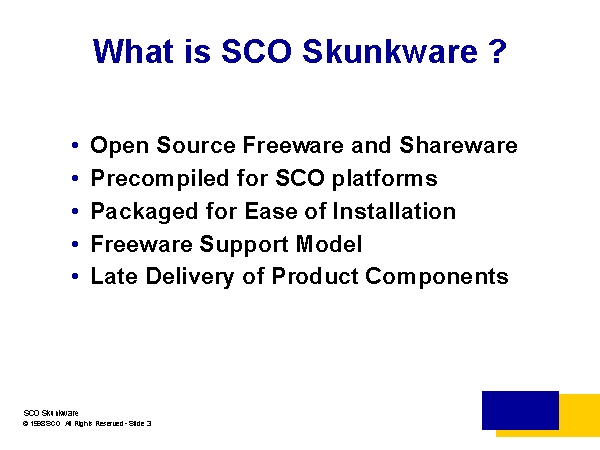 What is SCO Skunkware ?
• Open Source Freeware and Shareware
• Precompiled for SCO platforms
• Packaged for Ease of Installation
• Freeware Support Model
• Late Delivery of Product Components
SCO Skunkware
© 1998 SCO All Rights Reserved - Slide 3